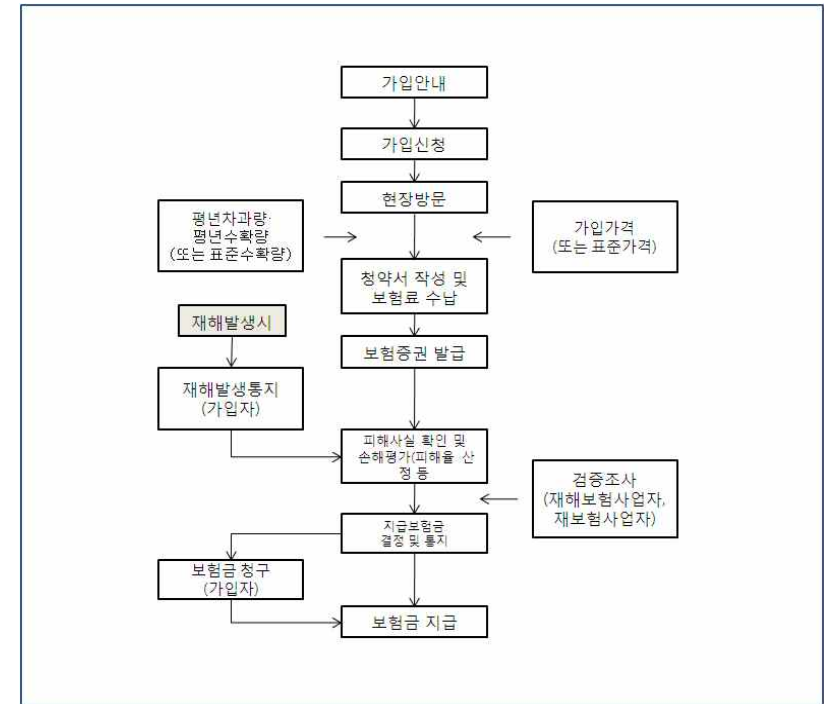 가입안내
가입신청
현장방문
평년차과량·
평년수확량
(또는 표준수확량)
가입가격
(또는 표준가격)
청약서 작성 및
보험료 수납
재해발생시
보험증권 발급
재해발생통지
(가입자)
피해사실 확인 및
손해평가(피해율 산
정 등
검증조사
(재해보험사업자,
재보험사업자)
지급보험금
결정 및 통지
보험금 청구
(가입자)
보험금 지급